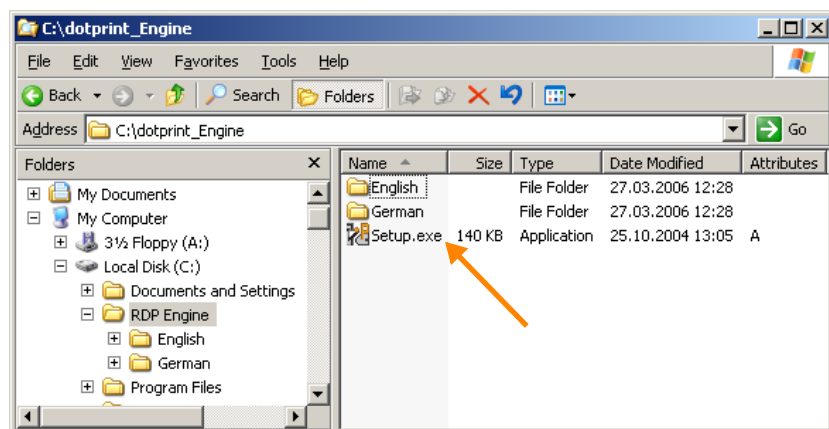 C:\dotprint_Engine
File Edit View Favorites Tools Help
Back Search Folders
Address C:\dotprint_Engine Go
Folders
My Documents
My Computer
3½ Floppy (A:)
Local Disk (C:)
Documents and Settings
RDP Engine
English
German
Program Files
Name Size Type Date Modified Attributes
English File Folder 27.03.2006 12:28
German File Folder 27.03.2006 12:28
Setup.exe 140 KB Application 25.10.2004 13:05 A